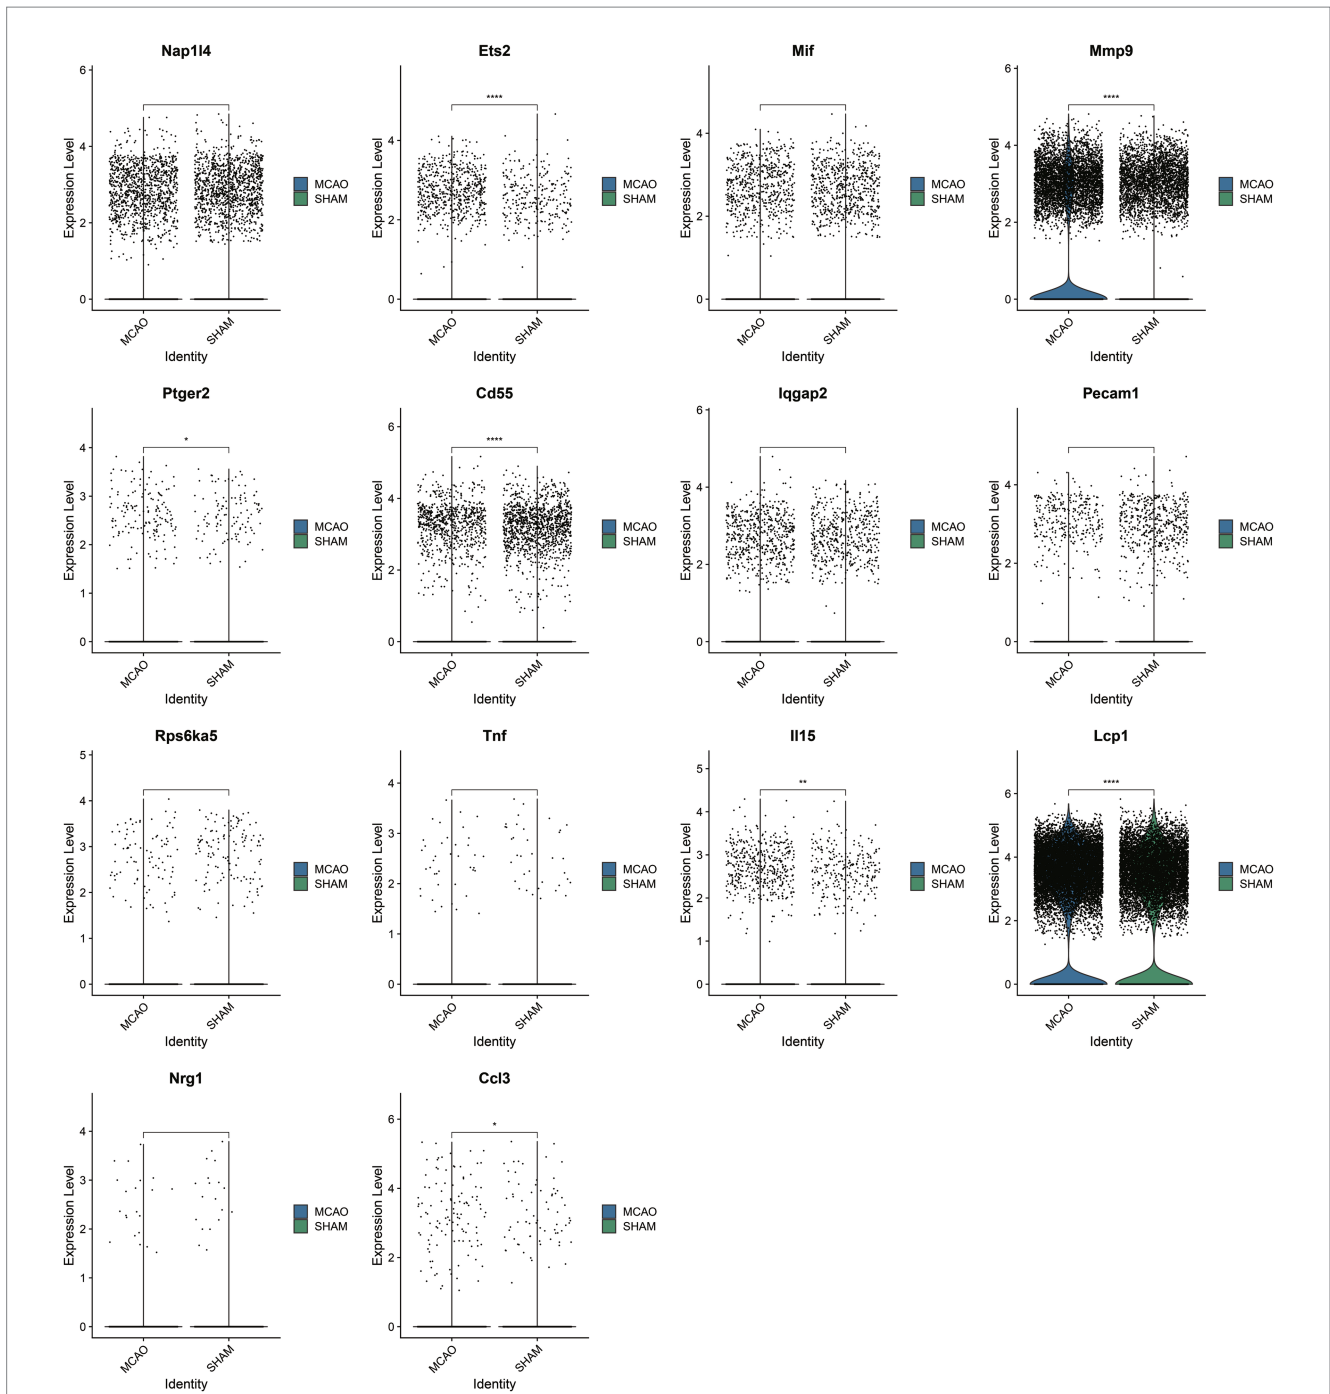 Nap1l4
Expression Level
6
4
2
0
MCAO
SHAM
Identity
MCAO
SHAM
Ets2
****
Expression Level
4
2
0
MCAO
SHAM
Identity
MCAO
SHAM
Mif
Expression Level
4
2
0
MCAO
SHAM
Identity
MCAO
SHAM
Mmp9
****
Expression Level
6
4
2
0
MCAO
SHAM
Identity
MCAO
SHAM
Ptger2
*
Expression Level
4
3
2
1
0
MCAO
SHAM
Identity
MCAO
SHAM
Cd55
****
Expression Level
6
4
2
0
MCAO
SHAM
Identity
MCAO
SHAM
Iqgap2
Expression Level
6
4
2
0
MCAO
SHAM
Identity
MCAO
SHAM
Pecam1
Expression Level
4
2
0
MCAO
SHAM
Identity
MCAO
SHAM
Rps6ka5
Expression Level
5
4
3
2
1
0
MCAO
SHAM
Identity
MCAO
SHAM
Tnf
Expression Level
4
3
2
1
0
MCAO
SHAM
Identity
MCAO
SHAM
Il15
**
Expression Level
5
4
3
2
1
0
MCAO
SHAM
Identity
MCAO
SHAM
Lcp1
****
Expression Level
6
4
2
0
MCAO
SHAM
Identity
MCAO
SHAM
Nrg1
Expression Level
4
3
2
1
0
MCAO
SHAM
Identity
MCAO
SHAM
Ccl3
*
Expression Level
6
4
2
0
MCAO
SHAM
Identity
MCAO
SHAM